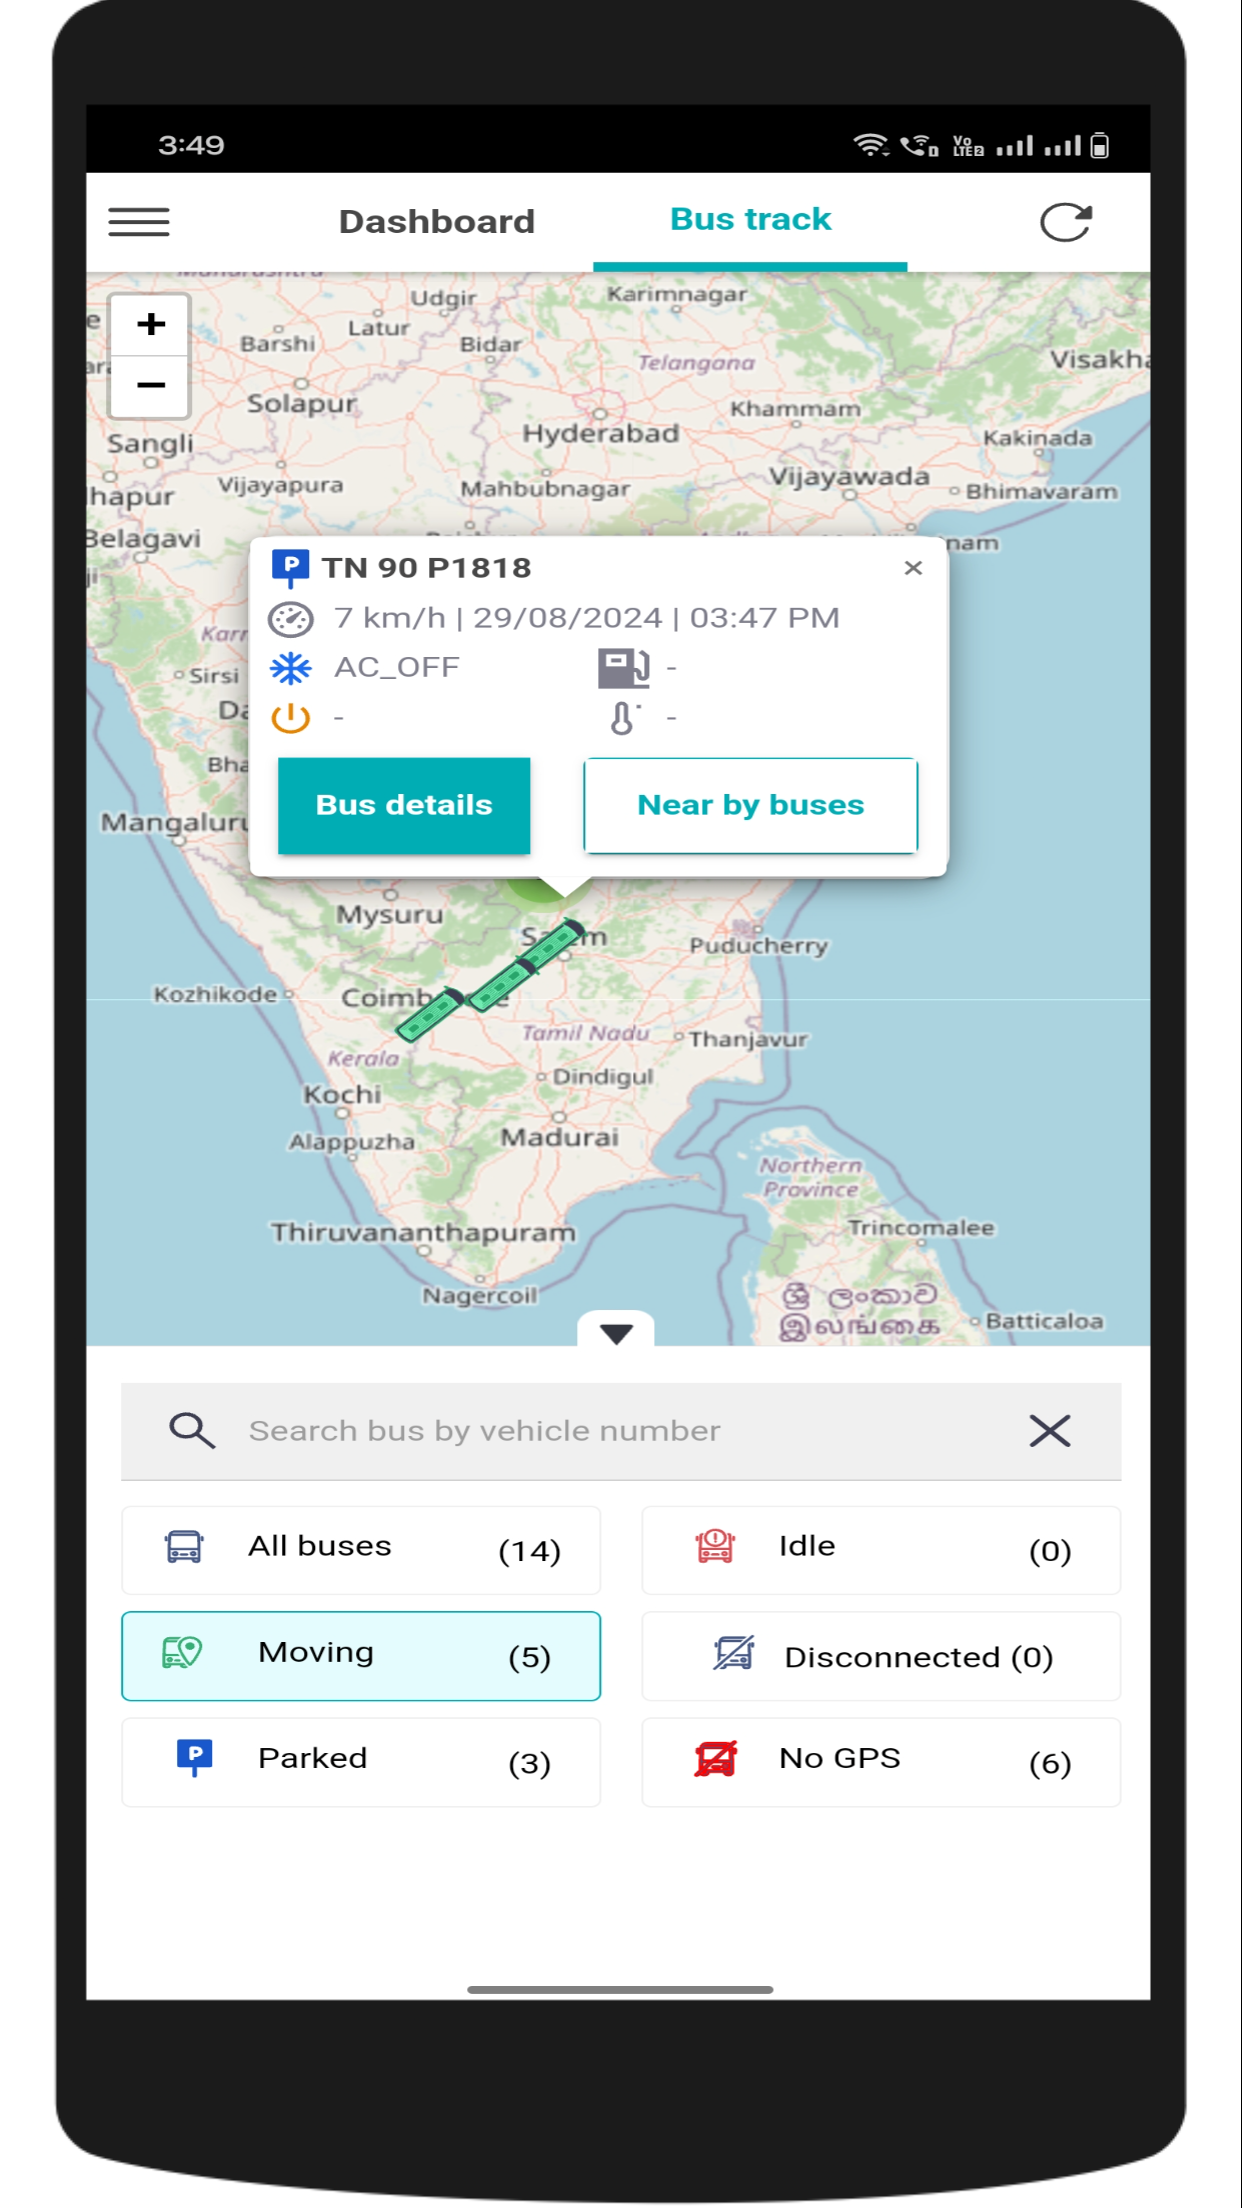 3:49
Vo
LTE2
Dashboard
Bus track
Udgir
Karimnagar
Latur
Barshi
Bidar
Telangana
+
−
Solapur
Khammam
Hyderabad
Kakinada
Sangli
Vijayapura
Mahbubnagar
Vijayawada
Bhimavaram
hapur
Belagavi
nam
P TN 90 P1818 ×
7 km/h | 29/08/2024 | 03:47 PM
AC_OFF -
- -
Sirsi
Bus details
Near by buses
Mysuru
Puducherry
Kozhikode
Tamil Nadu
Thanjavur
Kerala
Dindigul
Kochi
Alappuzha
Madurai
Northern
Province
Thiruvananthapuram
Trincomalee
Nagercoil
ශ්‍රී ලංකාව
இலங்கை
Batticaloa
Search bus by vehicle number
All buses (14)
Idle (0)
Moving (5)
Disconnected (0)
P Parked (3)
No GPS (6)